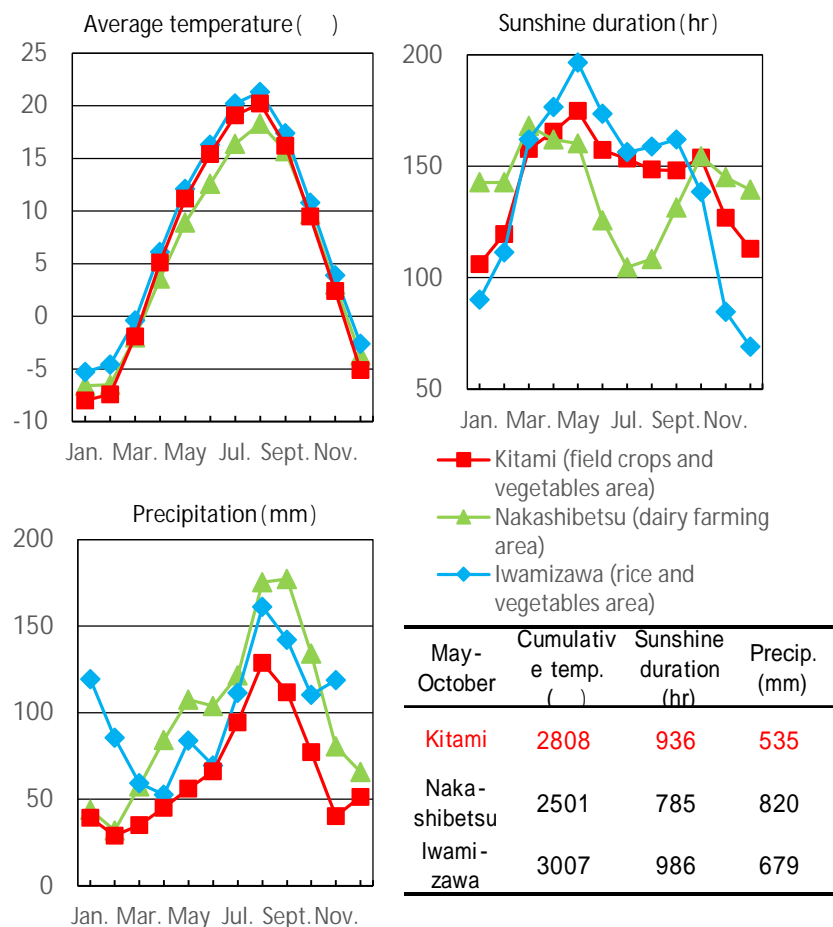 Average temperature (    )
25
20
15
10
5
0
-5
-10
Jan. Mar. May Jul. Sept. Nov.
Sunshine duration (hr)
200
150
100
50
Jan. Mar. May Jul. Sept. Nov.
Kitami (field crops and
vegetables area)
Nakashibetsu (dairy farming
area)
Iwamizawa (rice and
vegetables area)
Precipitation (mm)
200
150
100
50
0
Jan. Mar. May Jul. Sept. Nov.
May-
October
Cumulativ
e temp.
(    )
Sunshine
duration
(hr)
Precip.
(mm)
Kitami 2808 936 535
Naka-
shibetsu
2501 785 820
Iwami-
zawa
3007 986 679